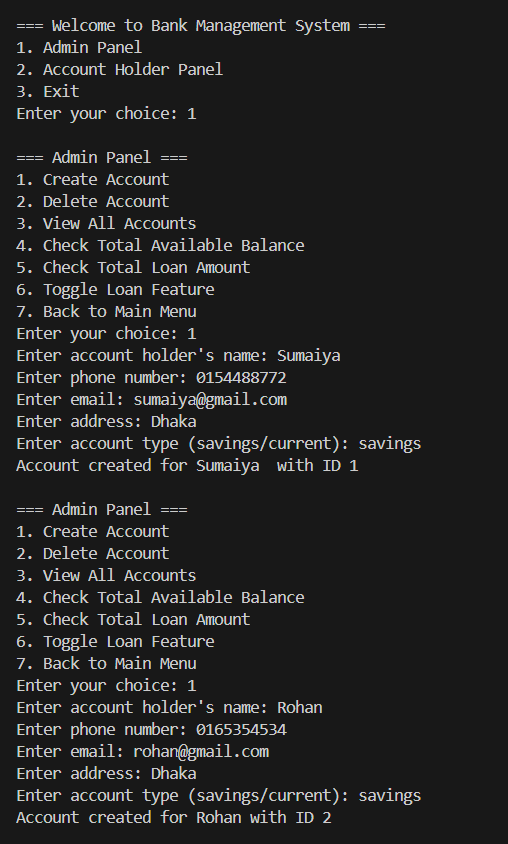 === Welcome to Bank Management System ===
1. Admin Panel
2. Account Holder Panel
3. Exit
Enter your choice: 1

=== Admin Panel ===
1. Create Account
2. Delete Account
3. View All Accounts
4. Check Total Available Balance
5. Check Total Loan Amount
6. Toggle Loan Feature
7. Back to Main Menu
Enter your choice: 1
Enter account holder's name: Sumaiya
Enter phone number: 0154488772
Enter email: sumaiya@gmail.com
Enter address: Dhaka
Enter account type (savings/current): savings
Account created for Sumaiya  with ID 1

=== Admin Panel ===
1. Create Account
2. Delete Account
3. View All Accounts
4. Check Total Available Balance
5. Check Total Loan Amount
6. Toggle Loan Feature
7. Back to Main Menu
Enter your choice: 1
Enter account holder's name: Rohan
Enter phone number: 0165354534
Enter email: rohan@gmail.com
Enter address: Dhaka
Enter account type (savings/current): savings
Account created for Rohan with ID 2